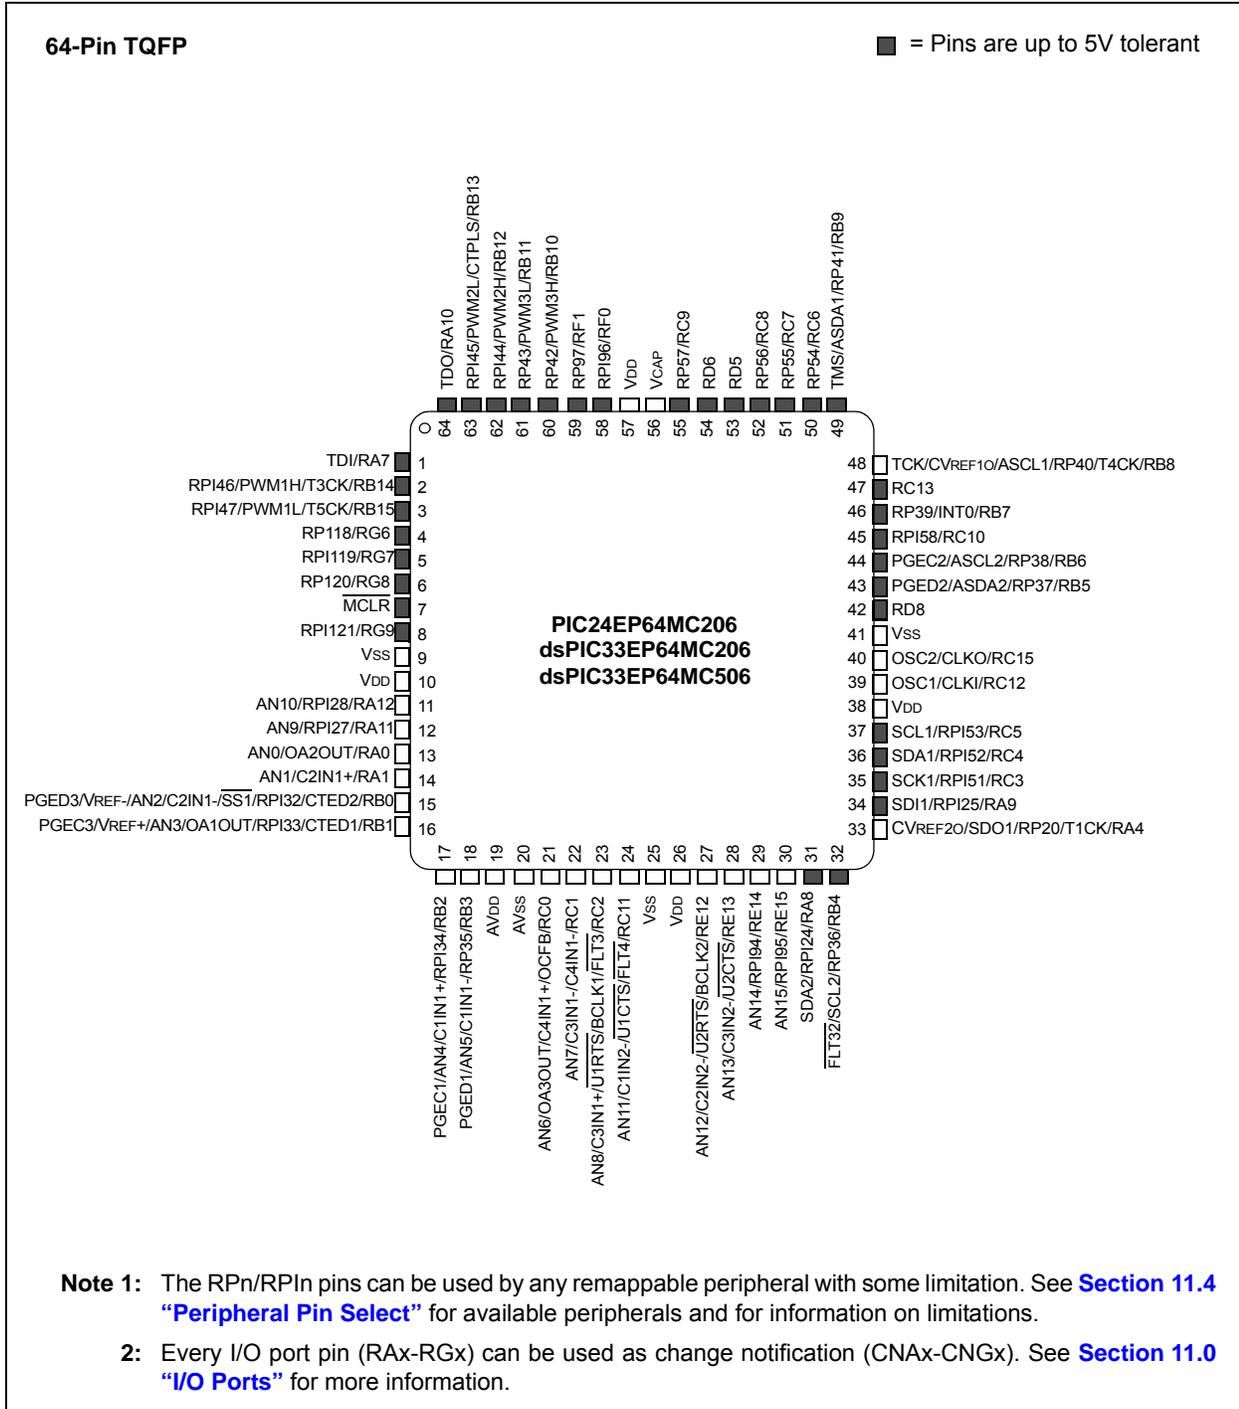 64-Pin TQFP
= Pins are up to 5V tolerant
TDO/RA10
RPI45/PWM2L/CTPLS/RB13
RPI44/PWM2H/RB12
RP43/PWM3L/RB11
RP42/PWM3H/RB10
RP97/RF1
RPI96/RF0
VDD
VCAP
RP57/RC9
RD6
RD5
RP56/RC8
RP55/RC7
RP54/RC6
TMS/ASDA1/RP41/RB9
64 63 62 61 60 59 58 57 56 55 54 53 52 51 50 49
TDI/RA7 1
RPI46/PWM1H/T3CK/RB14 2
RPI47/PWM1L/T5CK/RB15 3
RP118/RG6 4
RPI119/RG7 5
RP120/RG8 6
MCLR 7
RPI121/RG9 8
VSS 9
VDD 10
AN10/RPI28/RA12 11
AN9/RPI27/RA11 12
AN0/OA2OUT/RA0 13
AN1/C2IN1+/RA1 14
PGED3/VREF-/AN2/C2IN1-/SS1/RPI32/CTED2/RB0 15
PGEC3/VREF+/AN3/OA1OUT/RPI33/CTED1/RB1 16
PIC24EP64MC206
dsPIC33EP64MC206
dsPIC33EP64MC506
48 TCK/CVREF1O/ASCL1/RP40/T4CK/RB8
47 RC13
46 RP39/INT0/RB7
45 RPI58/RC10
44 PGEC2/ASCL2/RP38/RB6
43 PGED2/ASDA2/RP37/RB5
42 RD8
41 VSS
40 OSC2/CLKO/RC15
39 OSC1/CLKI/RC12
38 VDD
37 SCL1/RPI53/RC5
36 SDA1/RPI52/RC4
35 SCK1/RPI51/RC3
34 SDI1/RPI25/RA9
33 CVREF2O/SDO1/RP20/T1CK/RA4
17 18 19 20 21 22 23 24 25 26 27 28 29 30 31 32
PGEC1/AN4/C1IN1+/RPI34/RB2
PGED1/AN5/C1IN1-/RP35/RB3
AVDD
AVSS
AN6/OA3OUT/C4IN1+/OCFB/RC0
AN7/C3IN1-/C4IN1-/RC1
AN8/C3IN1+/U1RTS/BCLK1/FLT3/RC2
AN11/C1IN2-/U1CTS/FLT4/RC11
VSS
VDD
AN12/C2IN2-/U2RTS/BCLK2/RE12
AN13/C3IN2-/U2CTS/RE13
AN14/RPI94/RE14
AN15/RPI95/RE15
SDA2/RPI24/RA8
FLT32/SCL2/RP36/RB4
Note 1: The RPn/RPIn pins can be used by any remappable peripheral with some limitation. See Section 11.4
"Peripheral Pin Select" for available peripherals and for information on limitations.
2: Every I/O port pin (RAx-RGx) can be used as change notification (CNAx-CNGx). See Section 11.0
"I/O Ports" for more information.